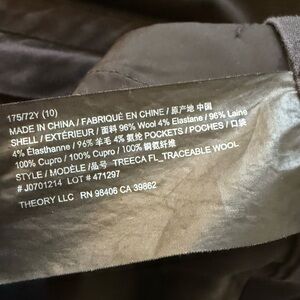 175/72Y (10)
MADE IN CHINA / FABRIQUÉ EN CHINE / 原产地 中国
SHELL / EXTÉRIEUR / 面料 96% Wool 4% Elastane / 96% Laine
4% Élasthanne / 96% 羊毛 4% 氨纶 POCKETS / POCHES / 口袋
100% Cupro / 100% Cupro / 100% 铜氨纤维
STYLE / MODÈLE /品号 TREECA FL_TRACEABLE WOOL
# J0701214 LOT # 471297
THEORY LLC RN 98406 CA 39862